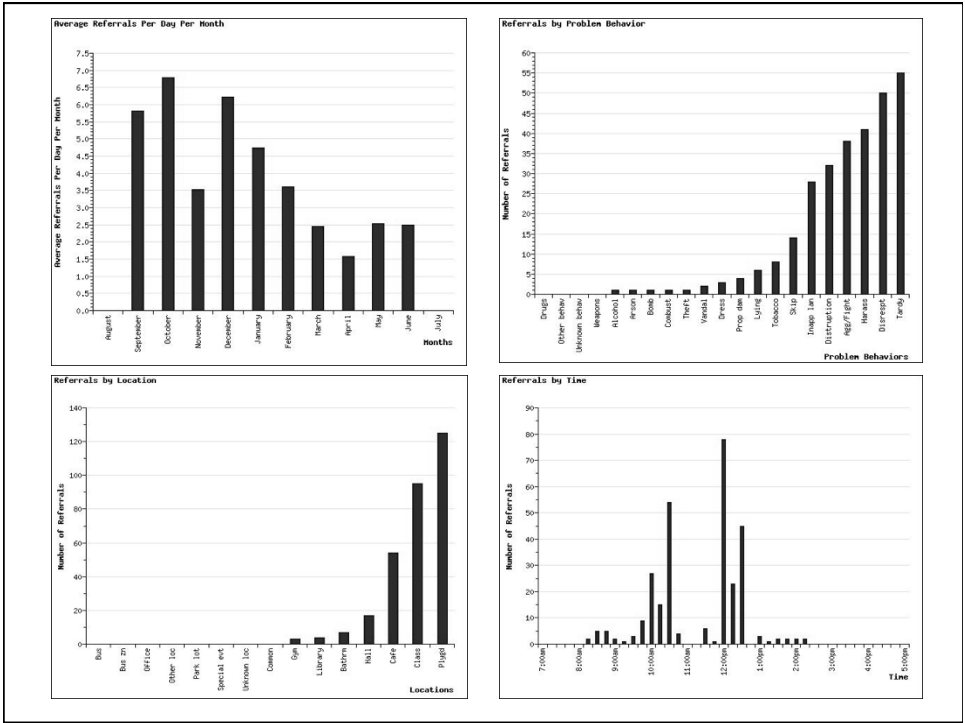 Average Referrals Per Day Per Month
Average Referrals Per Day Per Month
7.5
7.0
6.5
6.0
5.5
5.0
4.5
4.0
3.5
3.0
2.5
2.0
1.5
1.0
0.5
0.0
August
September
October
November
December
January
February
March
April
May
June
July
Months
Referrals by Problem Behavior
Number of Referrals
60
55
50
45
40
35
30
25
20
15
10
5
0
Drugs
Other behav
Unknown behav
Weapons
Alcohol
Arson
Bomb
Combust
Theft
Vandal
Dress
Prop dam
Lying
Tobacco
Skip
Inapp lan
Distruption
Agg/Fight
Harass
Disrespt
Tardy
Problem Behaviors
Referrals by Location
Number of Referrals
140
120
100
80
60
40
20
0
Bus
Bus zn
Office
Other loc
Park lot
Special evt
Unknown loc
Common
Gym
Library
Bathrm
Hall
Cafe
Class
Plygd
Locations
Referrals by Time
Number of Referrals
90
80
70
60
50
40
30
20
10
0
7:00am
8:00am
9:00am
10:00am
11:00am
12:00pm
1:00pm
2:00pm
3:00pm
4:00pm
5:00pm
Time